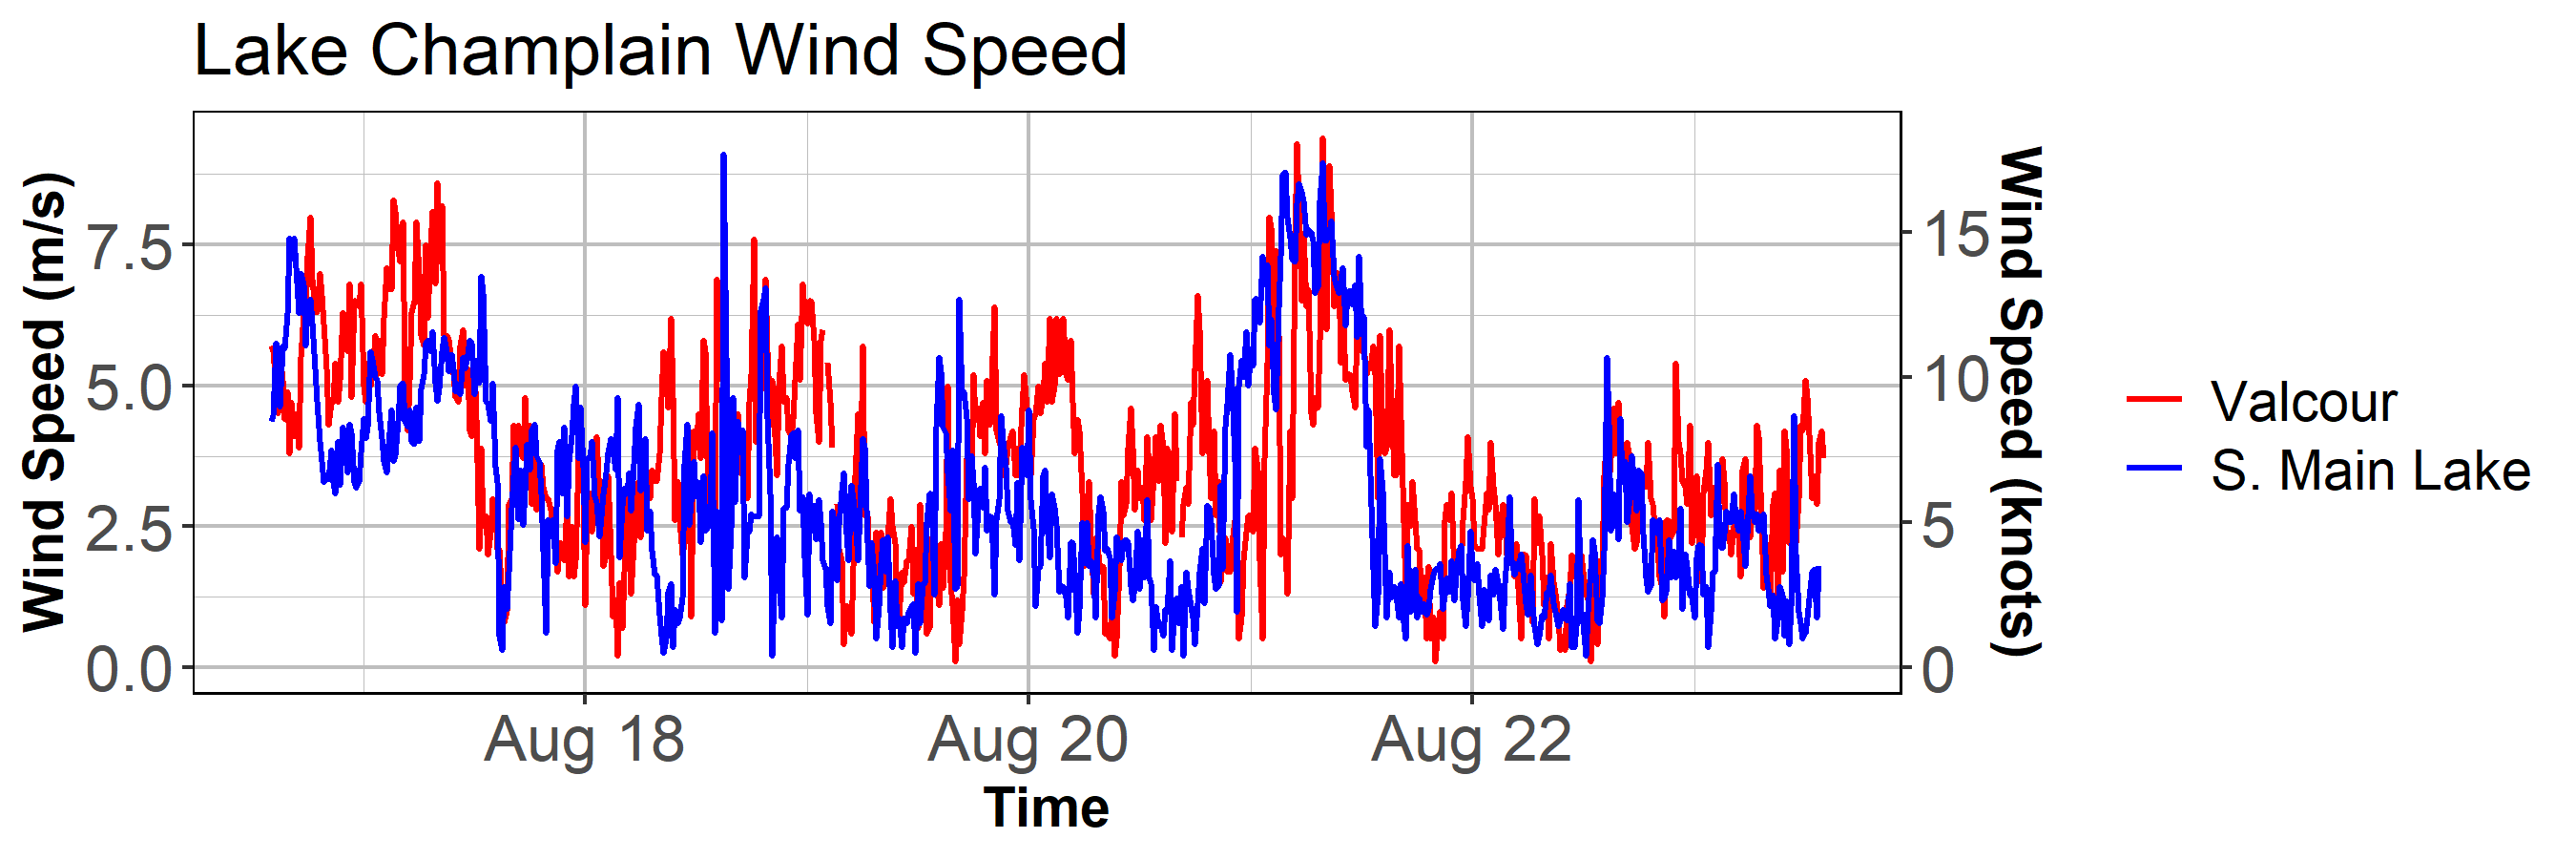 Lake Champlain Wind Speed
Wind Speed (m/s)
7.5
5.0
2.5
0.0
15
10
5
0
Wind Speed (knots)
Aug 18
Aug 20
Aug 22
Time
Valcour
S. Main Lake